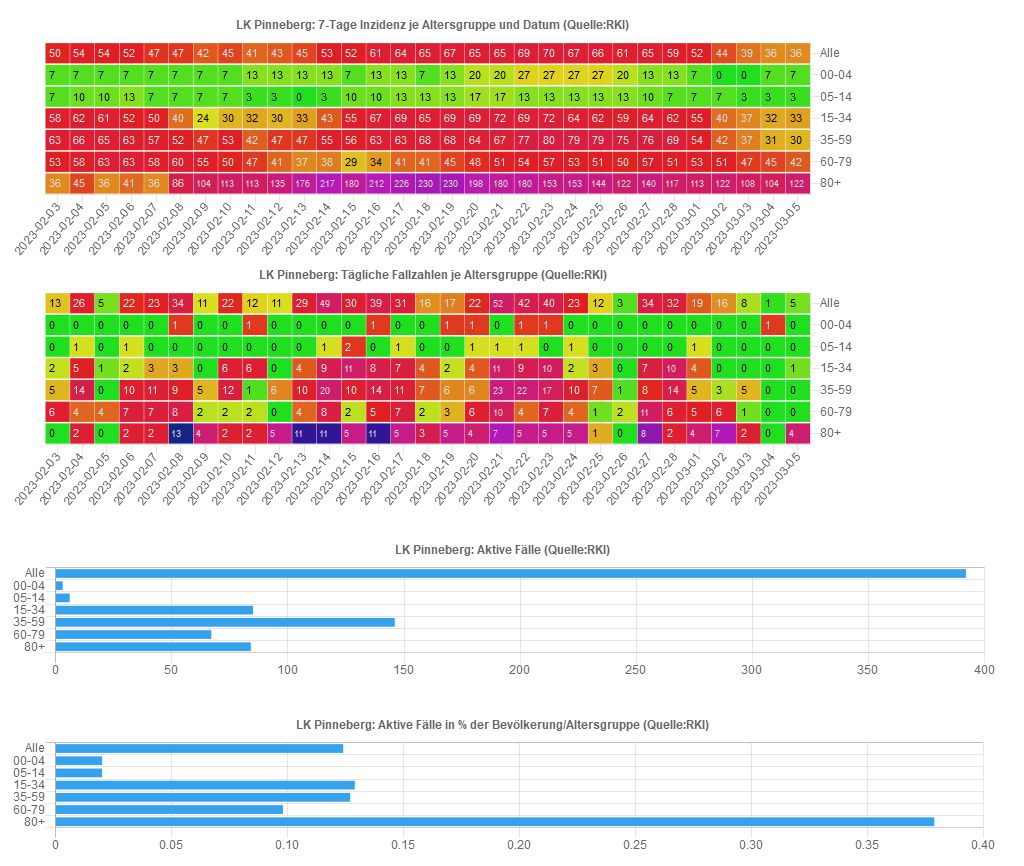 LK Pinneberg: 7-Tage Inzidenz je Altersgruppe und Datum (Quelle:RKI)
50 54 54 52 47 47 42 45 41 43 45 53 52 61 64 65 67 65 65 69 70 67 66 61 65 59 52 44 39 36 36 Alle
7 7 7 7 7 7 7 7 13 13 13 13 7 13 13 7 13 20 20 27 27 27 27 20 13 13 7 0 0 7 7 00-04
7 10 10 13 7 7 7 7 3 3 0 3 10 10 13 13 13 17 17 13 13 13 13 13 10 7 7 7 3 3 3 05-14
58 62 61 52 50 40 24 30 32 30 33 43 55 67 69 65 69 69 72 69 72 64 62 59 64 62 55 40 37 32 33 15-34
63 66 65 63 57 52 47 53 42 47 47 55 60 65 63 68 68 64 67 77 80 79 79 75 76 69 54 42 37 31 30 35-59
53 58 63 63 58 60 55 50 47 41 37 38 29 34 41 41 45 48 51 54 57 53 51 50 57 51 53 51 47 45 42 60-79
36 45 36 41 36 86 104 113 113 135 176 217 180 212 226 230 230 198 180 180 153 153 144 122 140 117 113 122 108 104 122 80+
2023-02-03 2023-02-04 2023-02-05 2023-02-06 2023-02-07 2023-02-08 2023-02-09 2023-02-10 2023-02-11 2023-02-12 2023-02-13 2023-02-14 2023-02-15 2023-02-16 2023-02-17 2023-02-18 2023-02-19 2023-02-20 2023-02-21 2023-02-22 2023-02-23 2023-02-24 2023-02-25 2023-02-26 2023-02-27 2023-02-28 2023-03-01 2023-03-02 2023-03-03 2023-03-04 2023-03-05
LK Pinneberg: Tägliche Fallzahlen je Altersgruppe (Quelle:RKI)
13 26 5 22 23 34 11 22 12 11 29 49 30 39 31 16 17 22 52 42 40 23 12 3 34 32 19 16 8 1 5 Alle
0 0 0 0 0 1 0 0 1 0 0 0 0 1 0 0 1 1 0 1 1 0 0 0 0 0 0 0 0 1 0 00-04
0 1 0 1 0 0 0 0 0 0 0 1 2 0 1 0 0 1 1 1 0 1 0 0 0 0 1 0 0 0 0 05-14
2 5 1 2 3 3 0 6 6 0 4 9 11 8 7 4 2 4 11 9 10 2 3 0 7 10 4 0 0 0 1 15-34
5 14 0 10 11 9 5 12 1 6 10 20 10 14 11 7 6 6 23 22 17 10 7 1 8 14 5 3 5 0 0 35-59
6 4 4 7 7 8 2 2 2 0 4 8 2 5 7 2 3 6 10 4 7 4 1 2 11 6 5 6 1 0 0 60-79
0 2 0 2 2 13 4 2 2 5 11 11 5 11 5 3 5 4 7 5 5 5 1 0 8 2 4 7 2 0 4 80+
2023-02-03 2023-02-04 2023-02-05 2023-02-06 2023-02-07 2023-02-08 2023-02-09 2023-02-10 2023-02-11 2023-02-12 2023-02-13 2023-02-14 2023-02-15 2023-02-16 2023-02-17 2023-02-18 2023-02-19 2023-02-20 2023-02-21 2023-02-22 2023-02-23 2023-02-24 2023-02-25 2023-02-26 2023-02-27 2023-02-28 2023-03-01 2023-03-02 2023-03-03 2023-03-04 2023-03-05
LK Pinneberg: Aktive Fälle (Quelle:RKI)
Alle
00-04
05-14
15-34
35-59
60-79
80+
0 50 100 150 200 250 300 350 400
LK Pinneberg: Aktive Fälle in % der Bevölkerung/Altersgruppe (Quelle:RKI)
Alle
00-04
05-14
15-34
35-59
60-79
80+
0 0.05 0.10 0.15 0.20 0.25 0.30 0.35 0.40